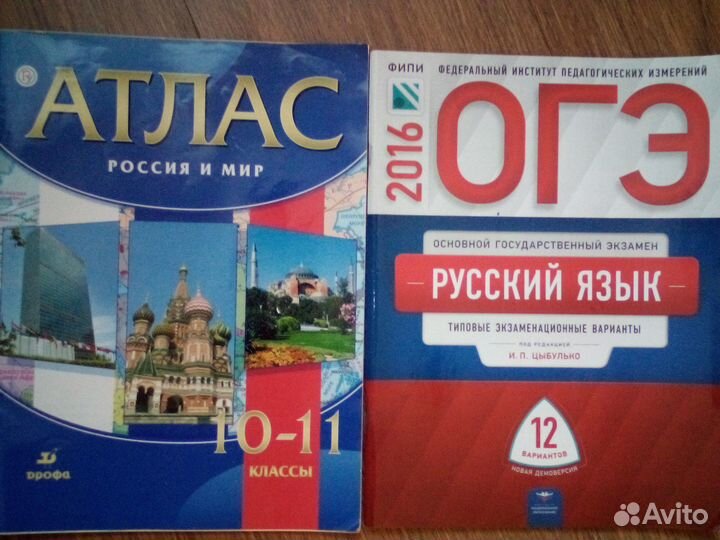 АТЛАС
РОССИЯ И МИР
10-11
КЛАССЫ
ДРОФА
ФИПИ
ФЕДЕРАЛЬНЫЙ ИНСТИТУТ ПЕДАГОГИЧЕСКИХ ИЗМЕРЕНИЙ
2016
ОГЭ
ОСНОВНОЙ ГОСУДАРСТВЕННЫЙ ЭКЗАМЕН
РУССКИЙ ЯЗЫК
ТИПОВЫЕ ЭКЗАМЕНАЦИОННЫЕ ВАРИАНТЫ
ПОД РЕДАКЦИЕЙ
И. П. ЦЫБУЛЬКО
12
ВАРИАНТОВ
НОВАЯ ДЕМОВЕРСИЯ
Avito